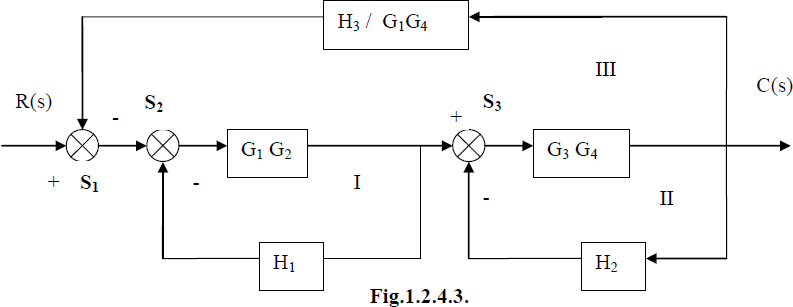 H₃ / G₁G₄
III
C(s)
R(s)
-
S₂
+
S₃
G₁ G₂
G₃ G₄
+
S₁
-
I
-
II
H₁
H₂
Fig.1.2.4.3.